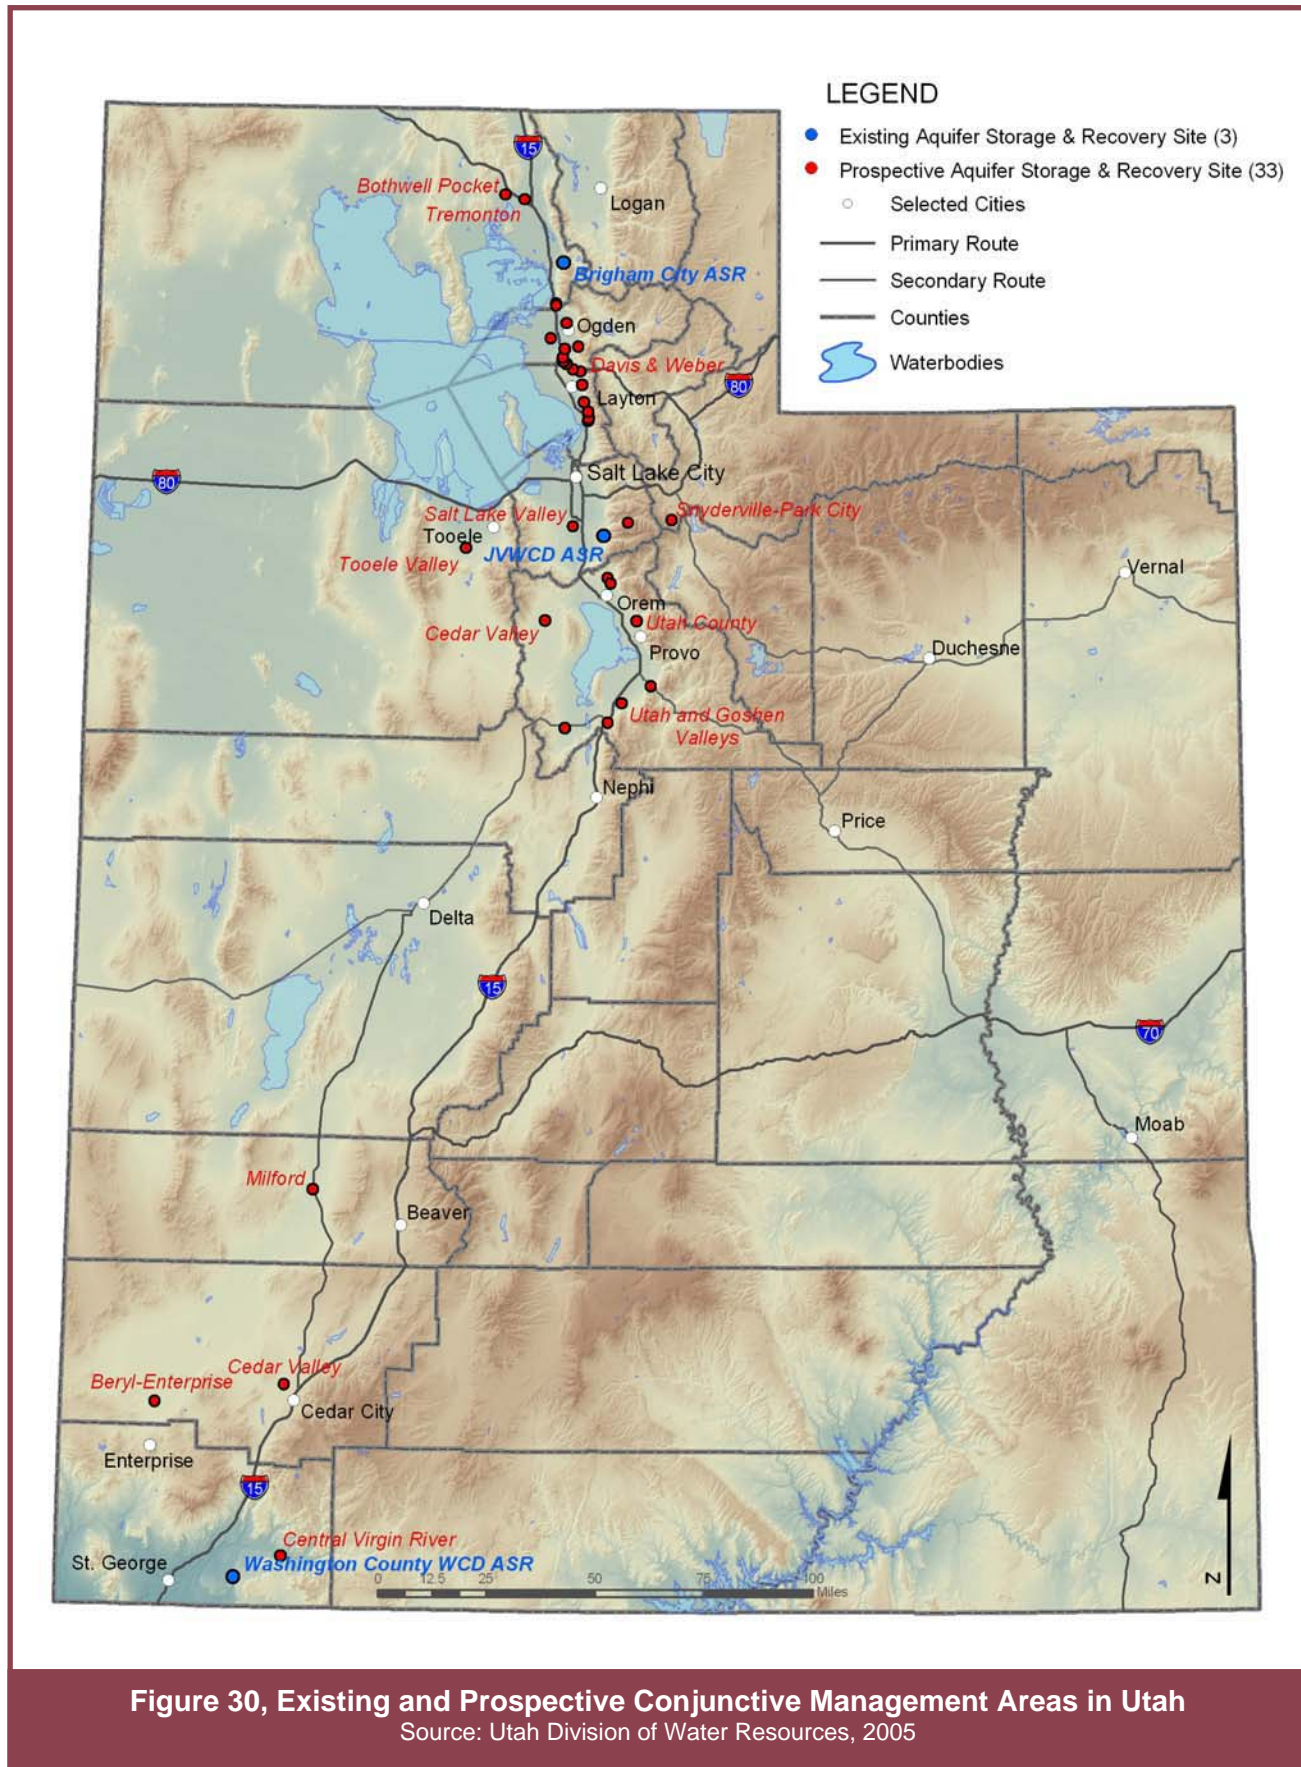 LEGEND
Existing Aquifer Storage & Recovery Site (3)
Prospective Aquifer Storage & Recovery Site (33)
Selected Cities
Primary Route
Secondary Route
Counties
Waterbodies
15
Bothwell Pocket
Logan
Tremonton
Brigham City ASR
Ogden
Davis & Weber
80
Layton
Salt Lake City
80
Salt Lake Valley
Snyderville-Park City
Tooele
JVWCD ASR
Tooele Valley
Vernal
Orem
Cedar Valley
Utah County
Provo
Duchesne
Utah and Goshen
Valleys
Nephi
Price
Delta
15
70
Moab
Milford
Beaver
Cedar Valley
Beryl-Enterprise
Cedar City
Enterprise
15
Central Virgin River
St. George
Washington County WCD ASR
0 12.5 25 50 75 100
Miles
N
Figure 30, Existing and Prospective Conjunctive Management Areas in Utah
Source: Utah Division of Water Resources, 2005